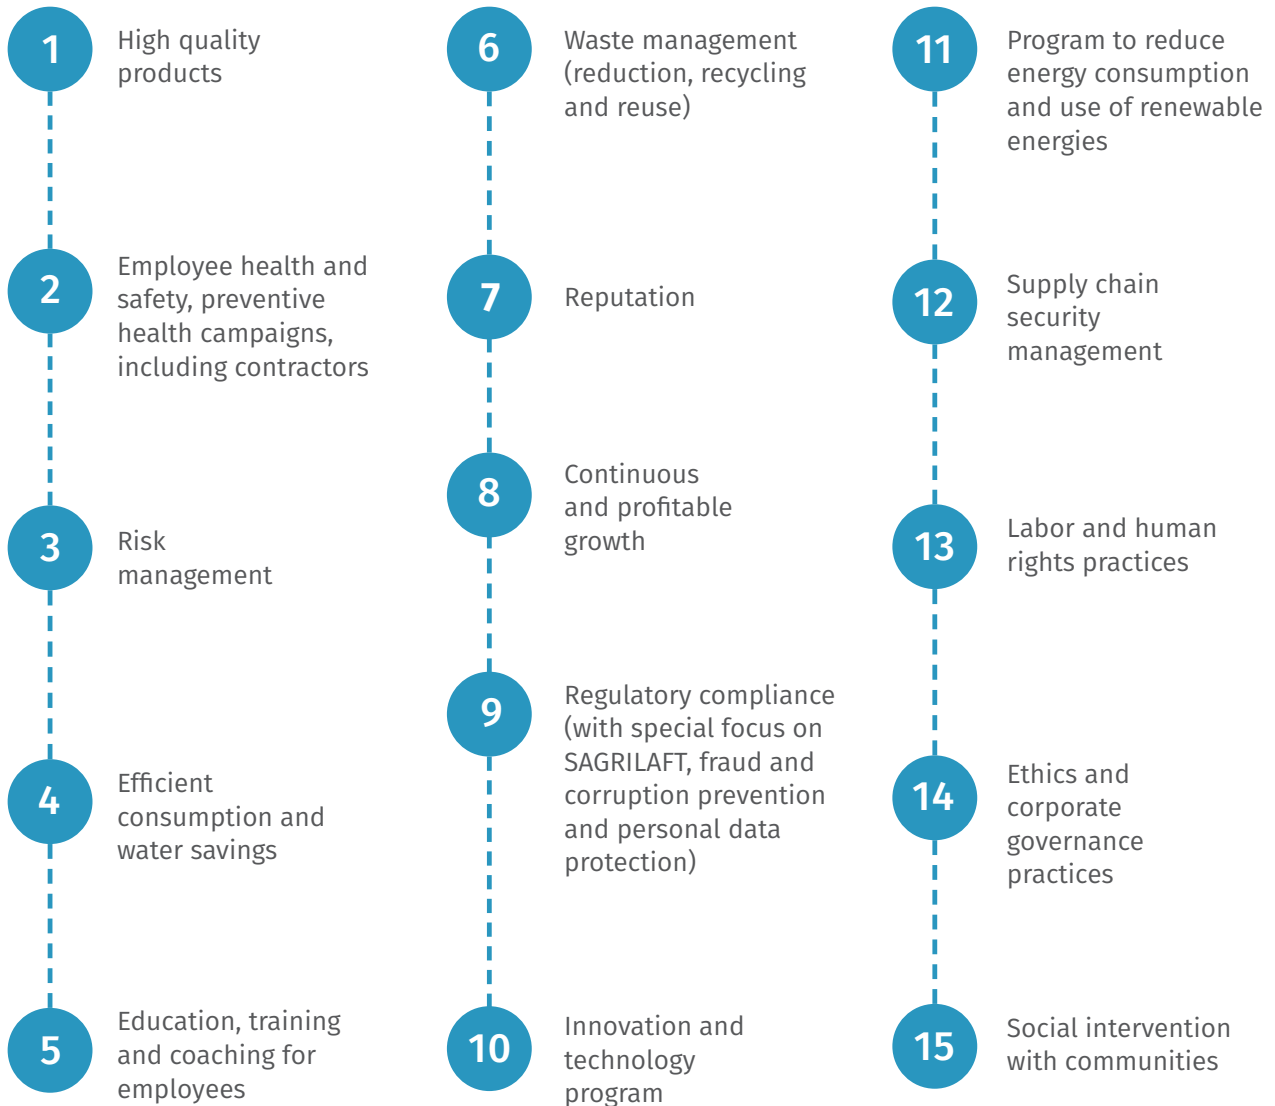 1
High quality
products
2
Employee health and
safety, preventive
health campaigns,
including contractors
3
Risk
management
4
Efficient
consumption and
water savings
5
Education, training
and coaching for
employees
6
Waste management
(reduction, recycling
and reuse)
7
Reputation
8
Continuous
and profitable
growth
9
Regulatory compliance
(with special focus on
SAGRILAFT, fraud and
corruption prevention
and personal data
protection)
10
Innovation and
technology
program
11
Program to reduce
energy consumption
and use of renewable
energies
12
Supply chain
security
management
13
Labor and human
rights practices
14
Ethics and
corporate
governance
practices
15
Social intervention
with communities